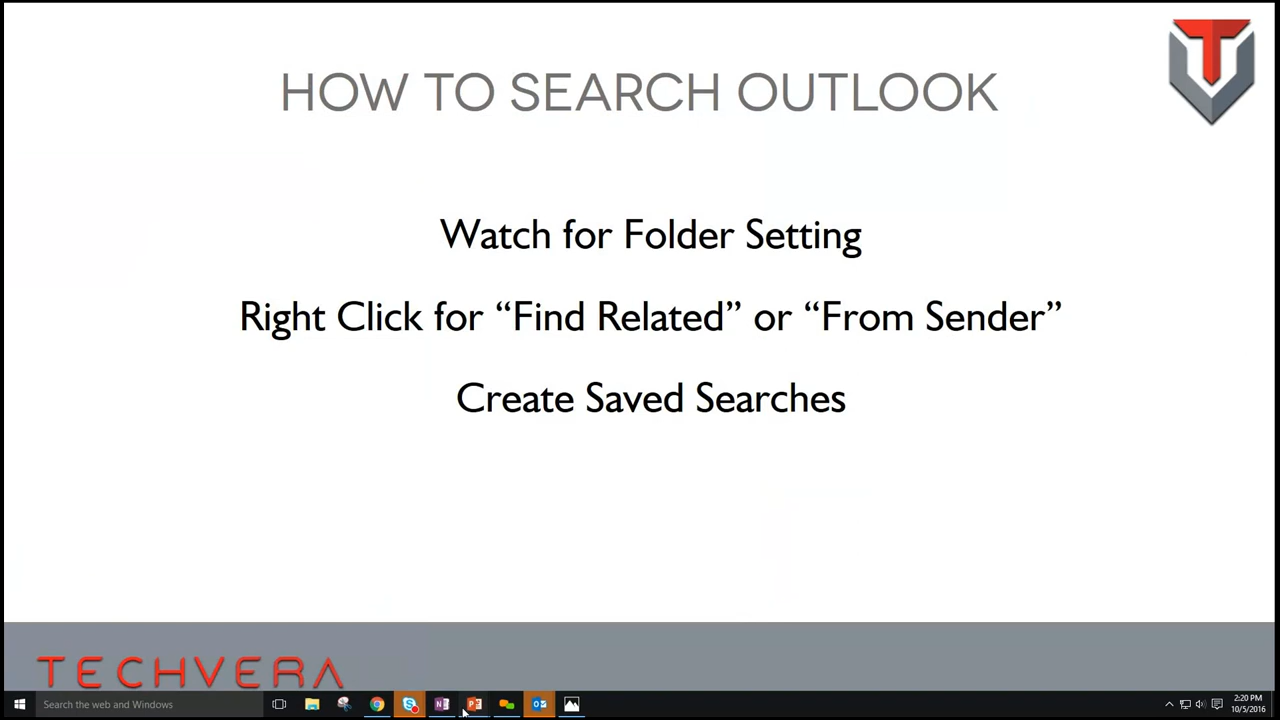 HOW TO SEARCH OUTLOOK
Watch for Folder Setting
Right Click for “Find Related” or “From Sender”
Create Saved Searches
TECHVERA
Search the web and Windows
2:20 PM
10/5/2016